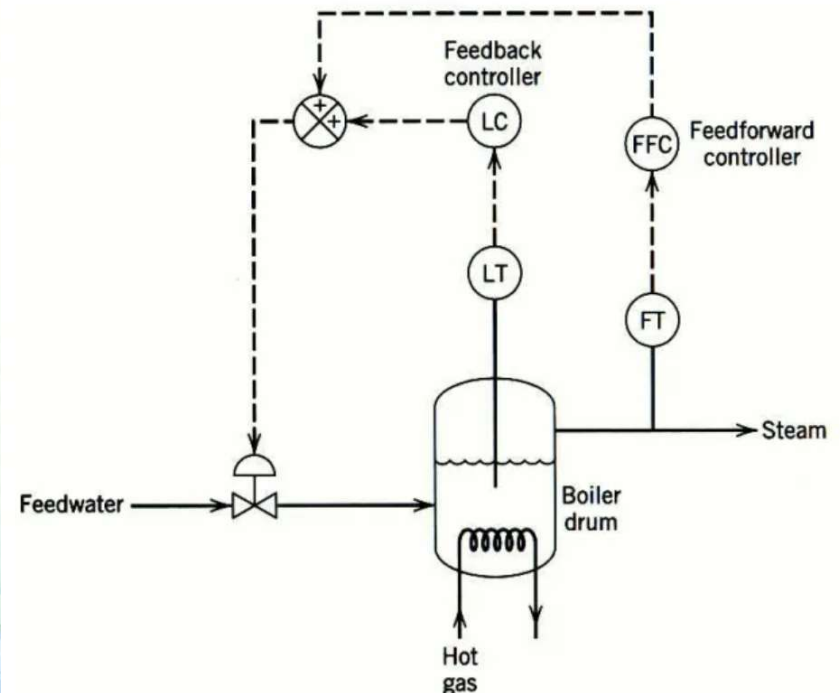 Feedback
controller
+
+
LC
FFC
Feedforward
controller
LT
FT
Steam
Feedwater
Boiler
drum
Hot
gas